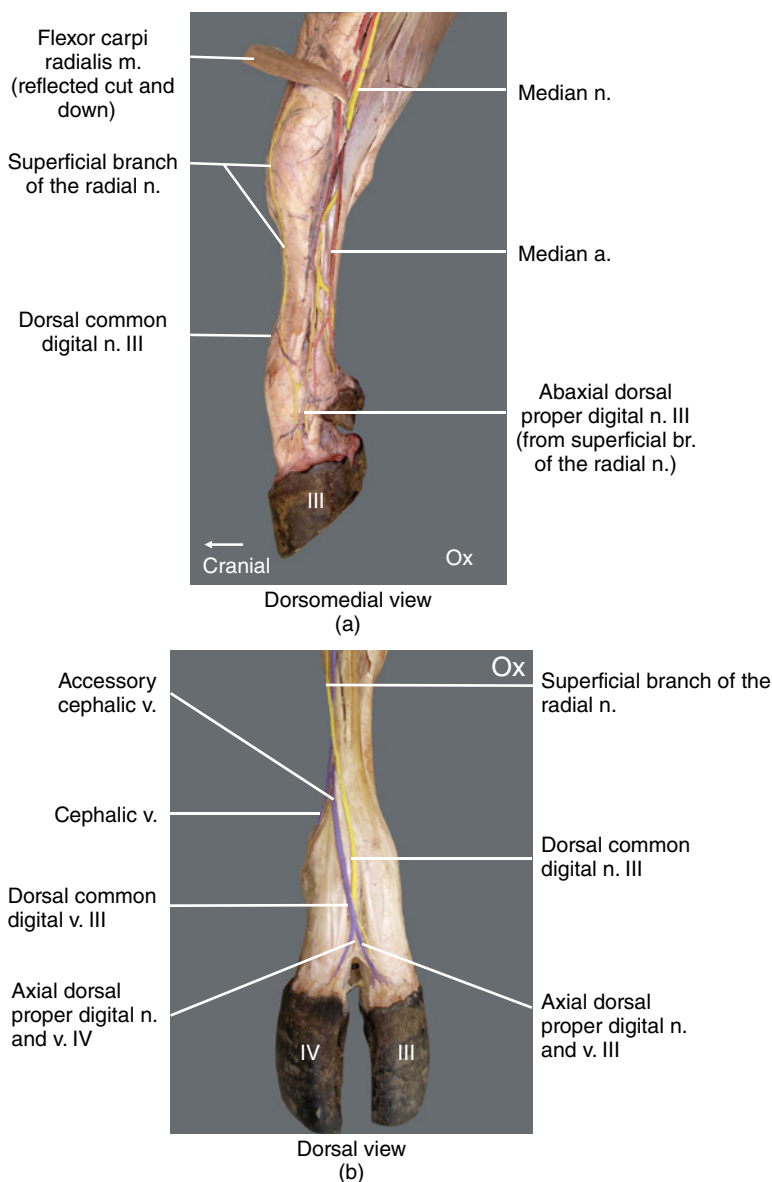 Flexor carpi
radialis m.
(reflected cut and
down)
Superficial branch
of the radial n.
Dorsal common
digital n. III
Median n.
Median a.
Abaxial dorsal
proper digital n. III
(from superficial br.
of the radial n.)
III
Cranial
Ox
Dorsomedial view
(a)
Ox
Accessory
cephalic v.
Cephalic v.
Dorsal common
digital v. III
Axial dorsal
proper digital n.
and v. IV
Superficial branch of the
radial n.
Dorsal common
digital n. III
Axial dorsal
proper digital n.
and v. III
IV
III
Dorsal view
(b)